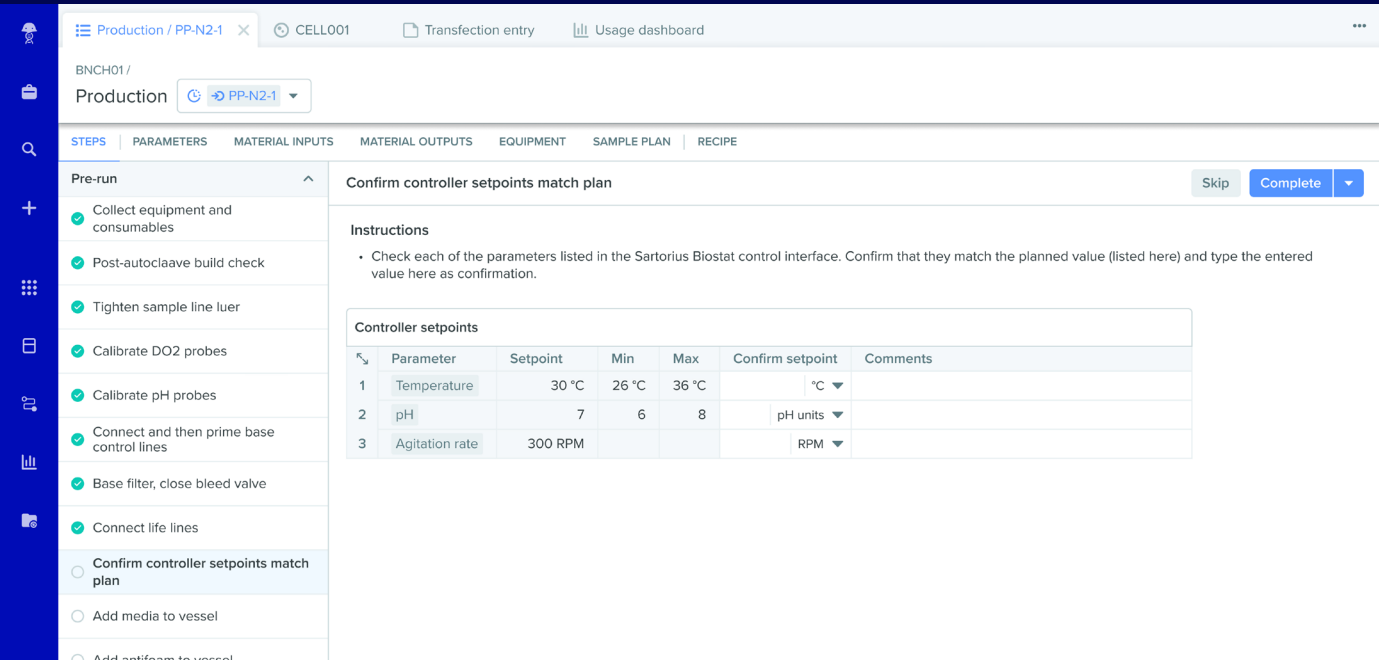 Production / PP-N2-1
CELL001
Transfection entry
Usage dashboard
BNCH01 /
Production
PP-N2-1
STEPS
PARAMETERS
MATERIAL INPUTS
MATERIAL OUTPUTS
EQUIPMENT
SAMPLE PLAN
RECIPE
Pre-run
Collect equipment and
consumables
Post-autoclaave build check
Tighten sample line luer
Calibrate DO2 probes
Calibrate pH probes
Connect and then prime base
control lines
Base filter, close bleed valve
Connect life lines
Confirm controller setpoints match
plan
Add media to vessel
Add antifoam to vessel
Confirm controller setpoints match plan
Skip
Complete
Instructions
• Check each of the parameters listed in the Sartorius Biostat control interface. Confirm that they match the planned value (listed here) and type the entered
value here as confirmation.
Controller setpoints
Parameter Setpoint Min Max Confirm setpoint Comments
1 Temperature 30 °C 26 °C 36 °C °C
2 pH 7 6 8 pH units
3 Agitation rate 300 RPM RPM